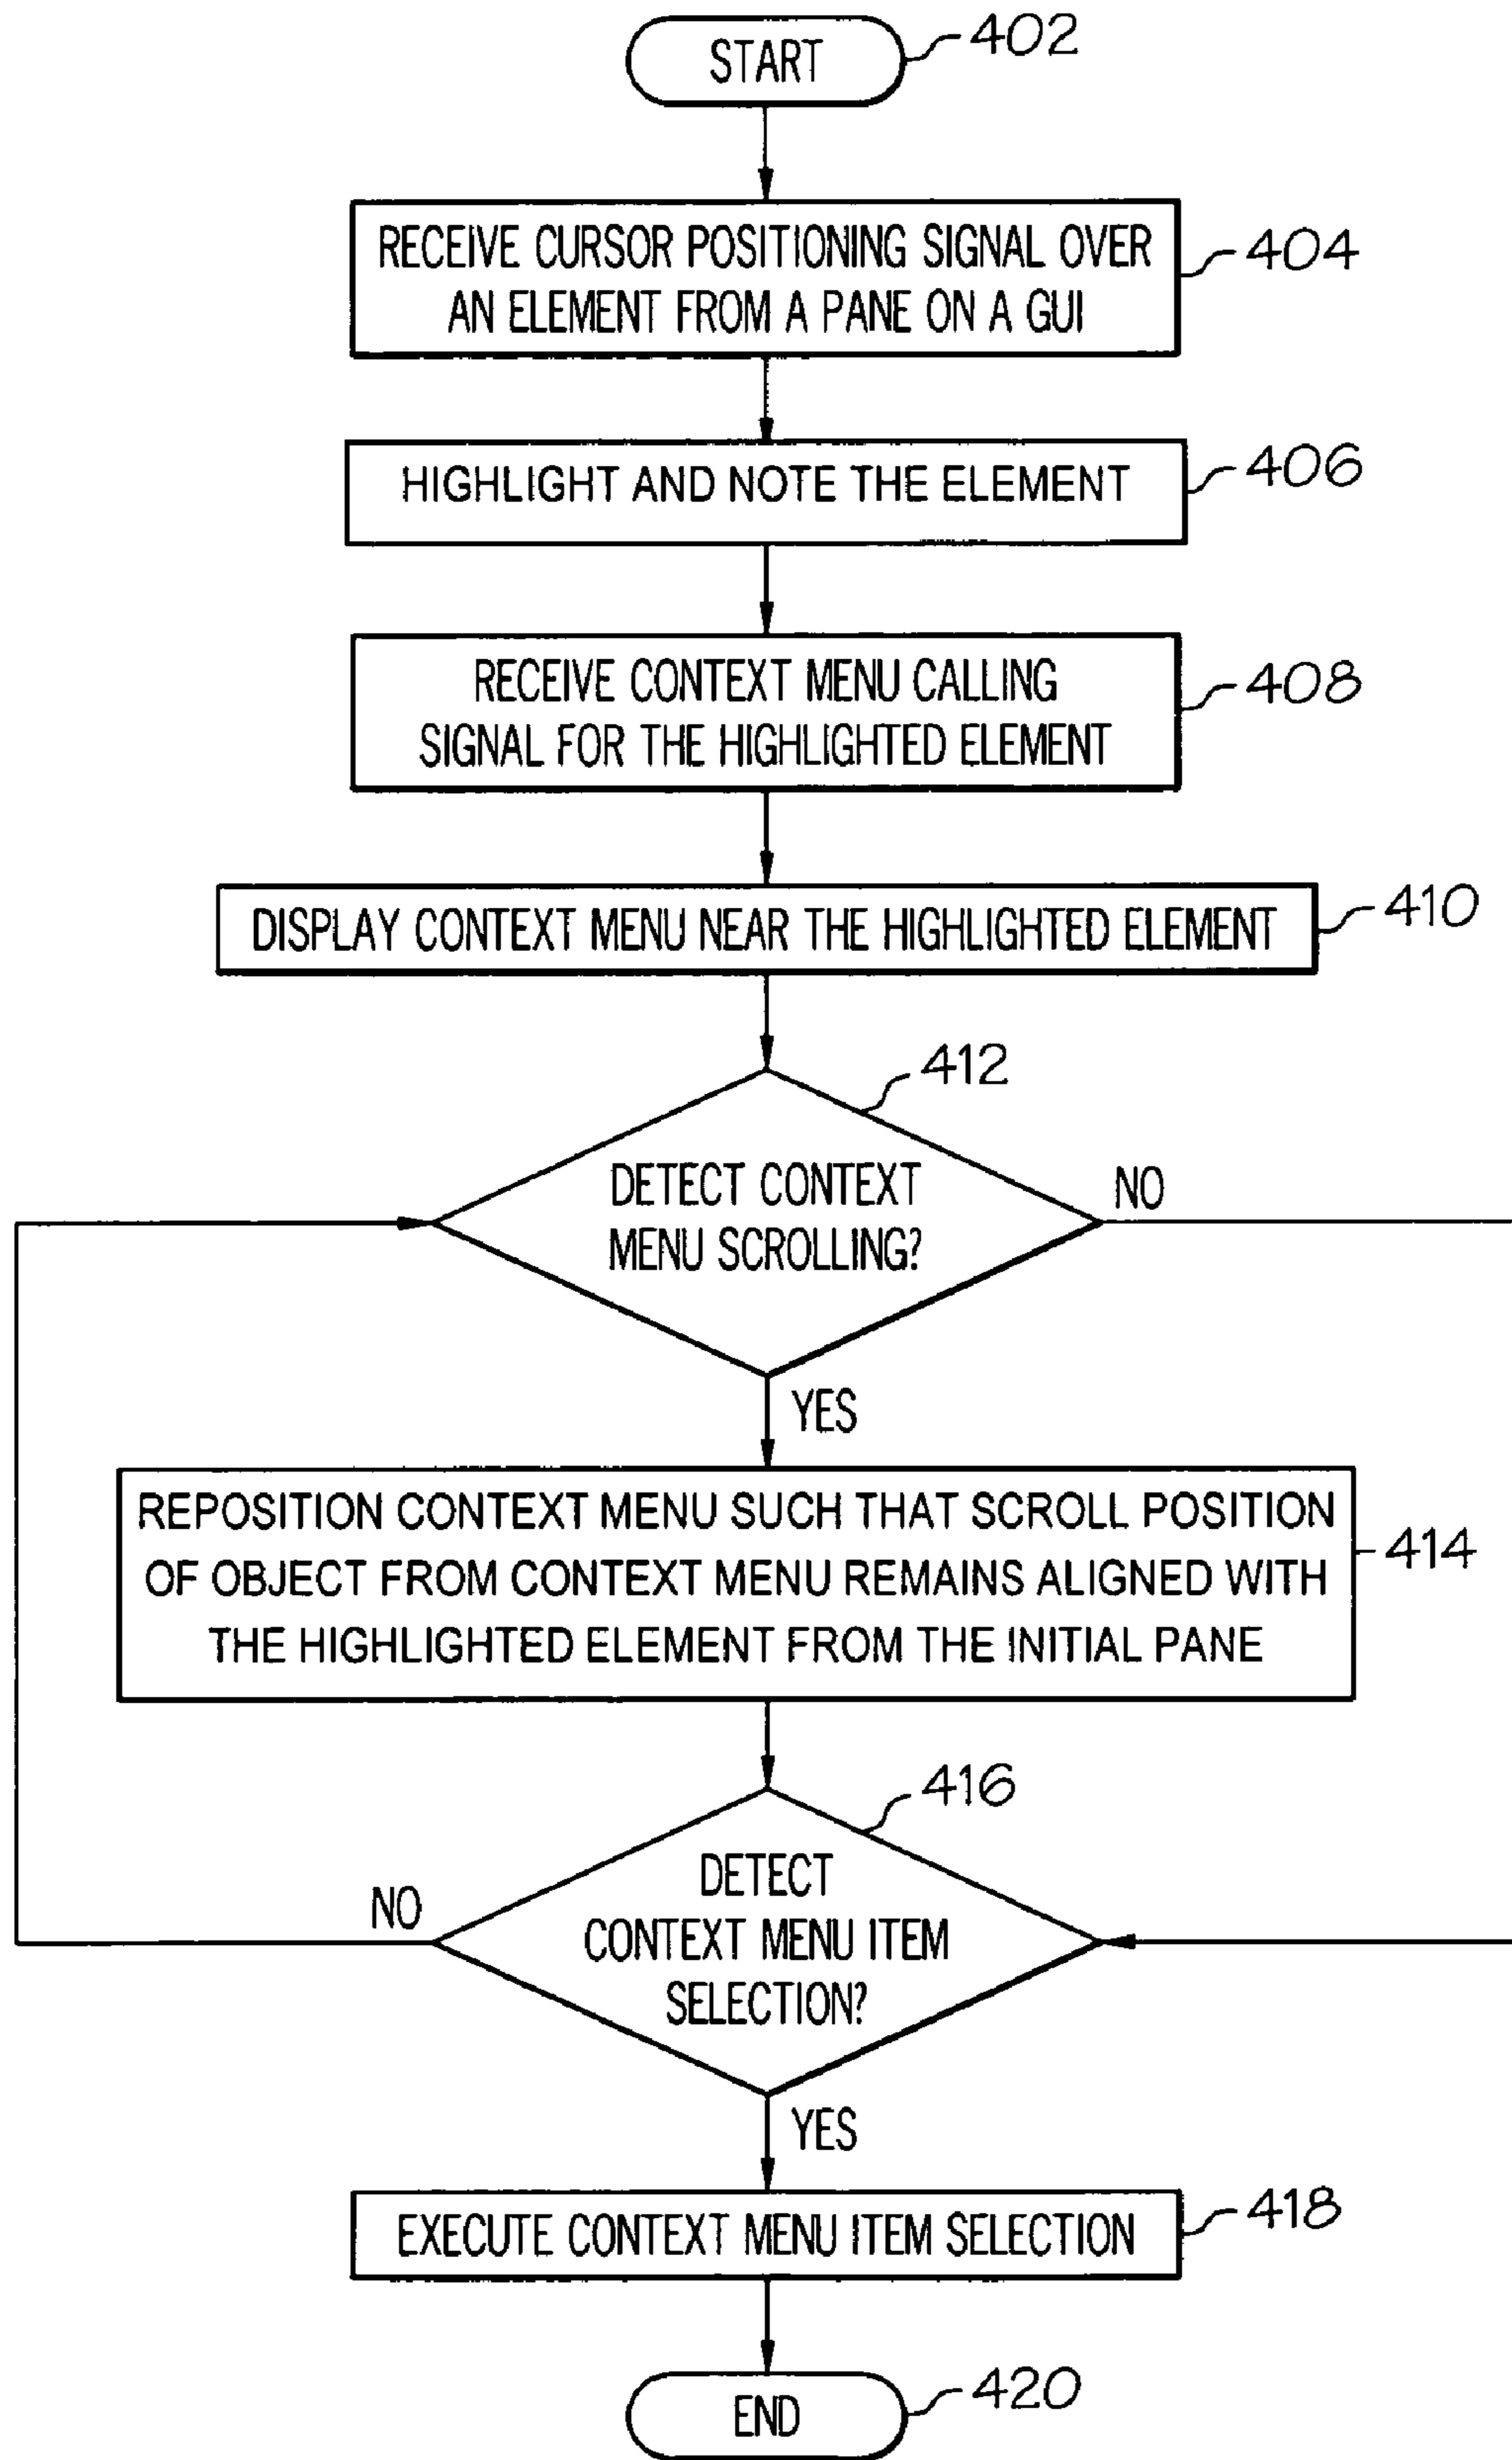 START
402
RECEIVE CURSOR POSITIONING SIGNAL OVER
AN ELEMENT FROM A PANE ON A GUI
404
HIGHLIGHT AND NOTE THE ELEMENT
406
RECEIVE CONTEXT MENU CALLING
SIGNAL FOR THE HIGHLIGHTED ELEMENT
408
DISPLAY CONTEXT MENU NEAR THE HIGHLIGHTED ELEMENT
410
412
DETECT CONTEXT
MENU SCROLLING?
NO
YES
REPOSITION CONTEXT MENU SUCH THAT SCROLL POSITION
OF OBJECT FROM CONTEXT MENU REMAINS ALIGNED WITH
THE HIGHLIGHTED ELEMENT FROM THE INITIAL PANE
414
416
DETECT
CONTEXT MENU ITEM
SELECTION?
NO
YES
EXECUTE CONTEXT MENU ITEM SELECTION
418
END
420